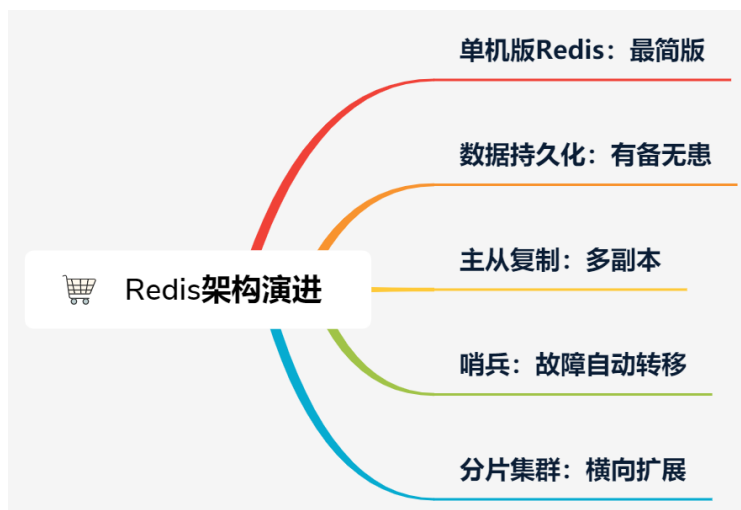 单机版Redis：最简版
数据持久化：有备无患
主从复制：多副本
Redis架构演进
哨兵：故障自动转移
分片集群：横向扩展